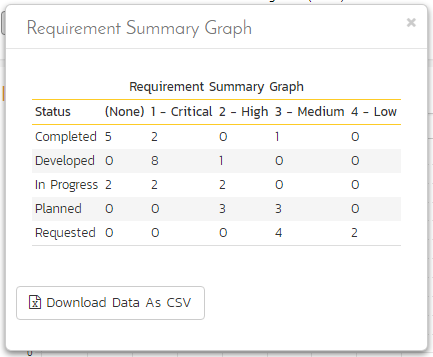 Requirement Summary Graph ×
Requirement Summary Graph
Status (None) 1 - Critical 2 - High 3 - Medium 4 - Low
Completed 5 2 0 1 0
Developed 0 8 1 0 0
In Progress 2 2 2 0 0
Planned 0 0 3 3 0
Requested 0 0 0 4 2
Download Data As CSV
0